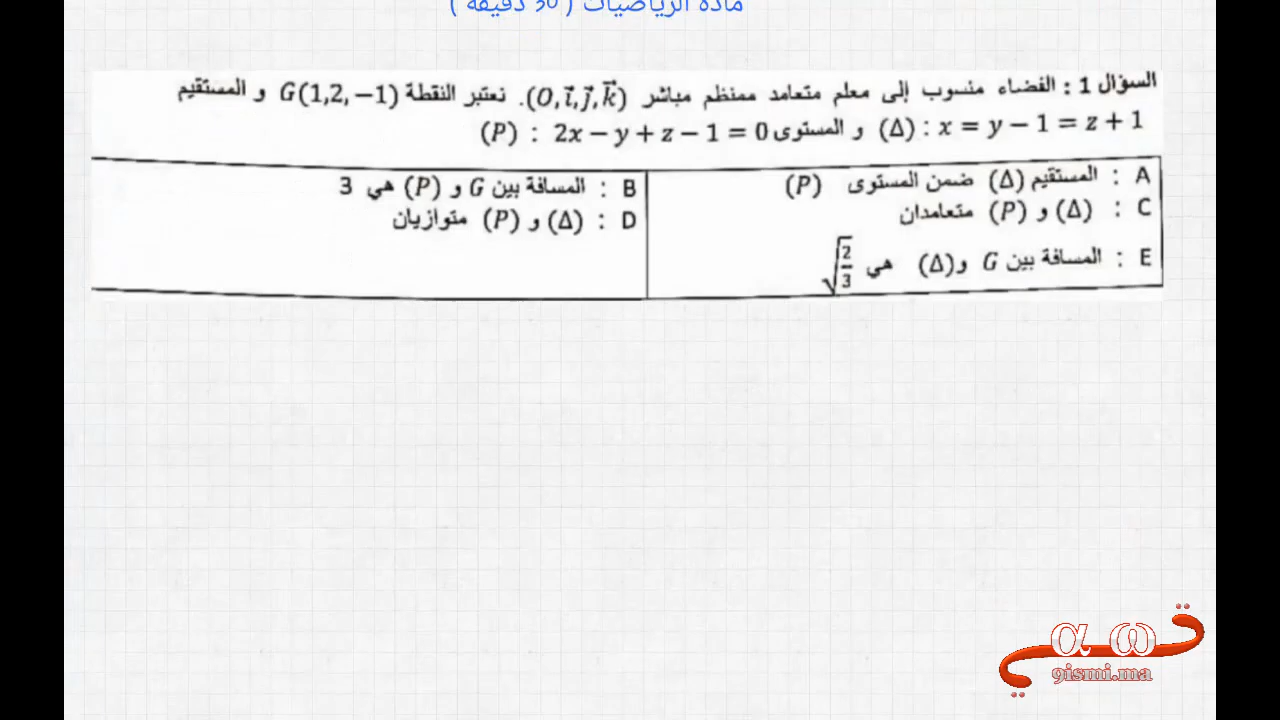 مادة الرياضيات ( 30 دقيقة )
السؤال 1 : الفضاء منسوب إلى معلم متعامد ممنظم مباشر (O, i⃗, j⃗, k⃗). نعتبر النقطة G(1,2, −1) و المستقيم
(Δ) : x = y − 1 = z + 1 و المستوى (P) : 2x − y + z − 1 = 0
A : المستقيم (Δ) ضمن المستوى (P)
B : المسافة بين G و (P) هي 3
C : (Δ) و (P) متعامدان
D : (Δ) و (P) متوازيان
E : المسافة بين G و(Δ) هي √(2/3)
α ω
9ismi.ma